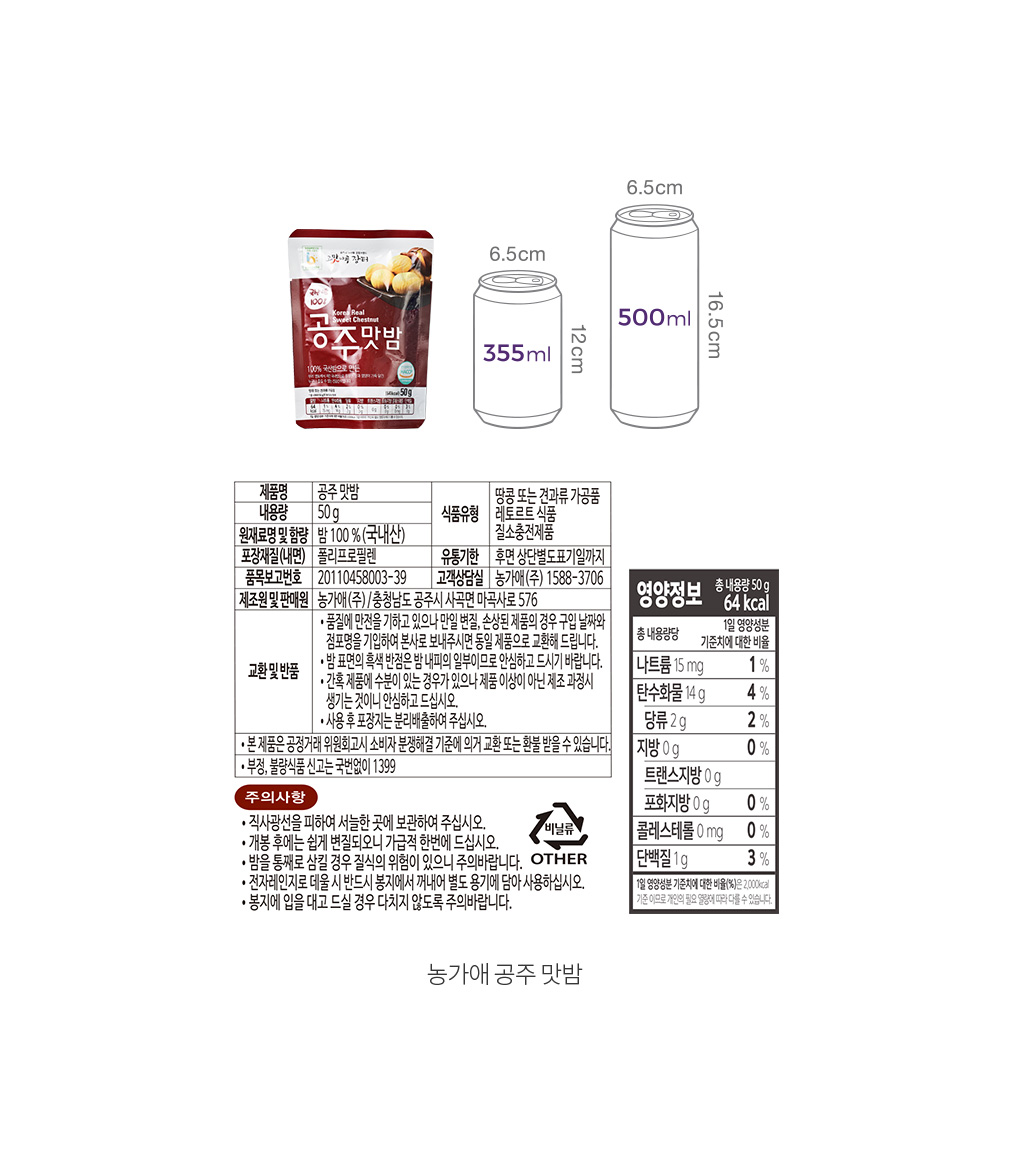 6.5cm
6.5cm
국산
100%
Korea Real
Sweet Chestnut
공주맛밤
100% 국산밤으로 만든
50g
355ml
12cm
500ml
16.5cm
제품명 공주 맛밤
내용량 50 g
식품유형 땅콩 또는 견과류 가공품
레토르트 식품
질소충전제품
원재료명 및 함량 밤 100 % (국내산)
포장재질(내면) 폴리프로필렌 유통기한 후면 상단별도표기일까지
품목보고번호 20110458003-39 고객상담실 농가애(주) 1588-3706
제조원 및 판매원 농가애(주) / 충청남도 공주시 사곡면 마곡사로 576
교환 및 반품
• 품질에 만전을 기하고 있으나 만일 변질, 손상된 제품의 경우 구입 날짜와
점포명을 기입하여 본사로 보내주시면 동일 제품으로 교환해 드립니다.
• 밤 표면의 흑색 반점은 밤 내피의 일부이므로 안심하고 드시기 바랍니다.
• 간혹 제품에 수분이 있는 경우가 있으나 제품 이상이 아닌 제조 과정시
생기는 것이니 안심하고 드십시오.
• 사용 후 포장지는 분리배출하여 주십시오.
• 본 제품은 공정거래 위원회고시 소비자 분쟁해결 기준에 의거 교환 또는 환불 받을 수 있습니다.
• 부정, 불량식품 신고는 국번없이 1399
주의사항
• 직사광선을 피하여 서늘한 곳에 보관하여 주십시오.
• 개봉 후에는 쉽게 변질되오니 가급적 한번에 드십시오.
• 밤을 통째로 삼킬 경우 질식의 위험이 있으니 주의바랍니다.
• 전자레인지로 데울 시 반드시 봉지에서 꺼내어 별도 용기에 담아 사용하십시오.
• 봉지에 입을 대고 드실 경우 다치지 않도록 주의바랍니다.
비닐류
OTHER
영양정보 총 내용량 50 g
64 kcal
총 내용량당 1일 영양성분
기준치에 대한 비율
나트륨 15 mg 1 %
탄수화물 14 g 4 %
당류 2 g 2 %
지방 0 g 0 %
트랜스지방 0 g
포화지방 0 g 0 %
콜레스테롤 0 mg 0 %
단백질 1 g 3 %
1일 영양성분 기준치에 대한 비율(%)은 2,000kcal
기준 이므로 개인의 필요 열량에 따라 다를 수 있습니다.
농가애 공주 맛밤